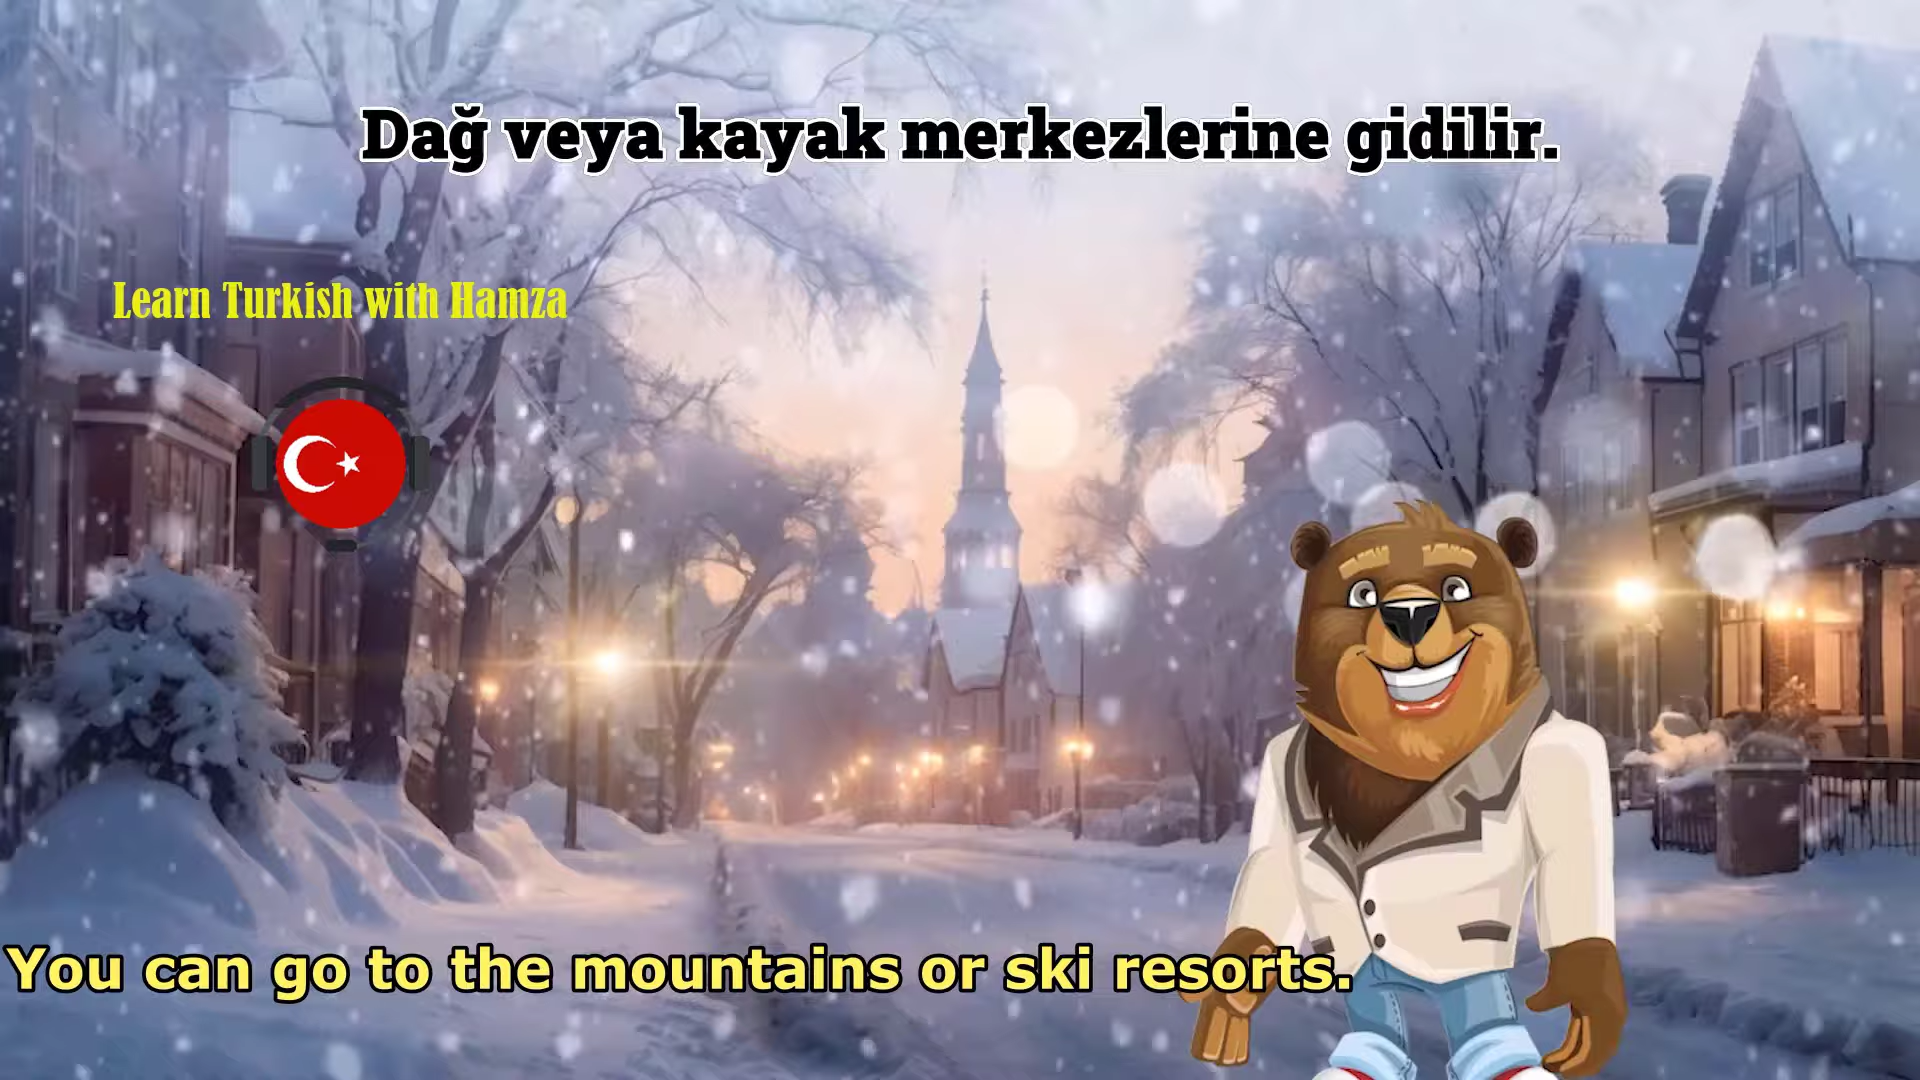 Dağ veya kayak merkezlerine gidilir.
Learn Turkish with Hamza
You can go to the mountains or ski resorts.